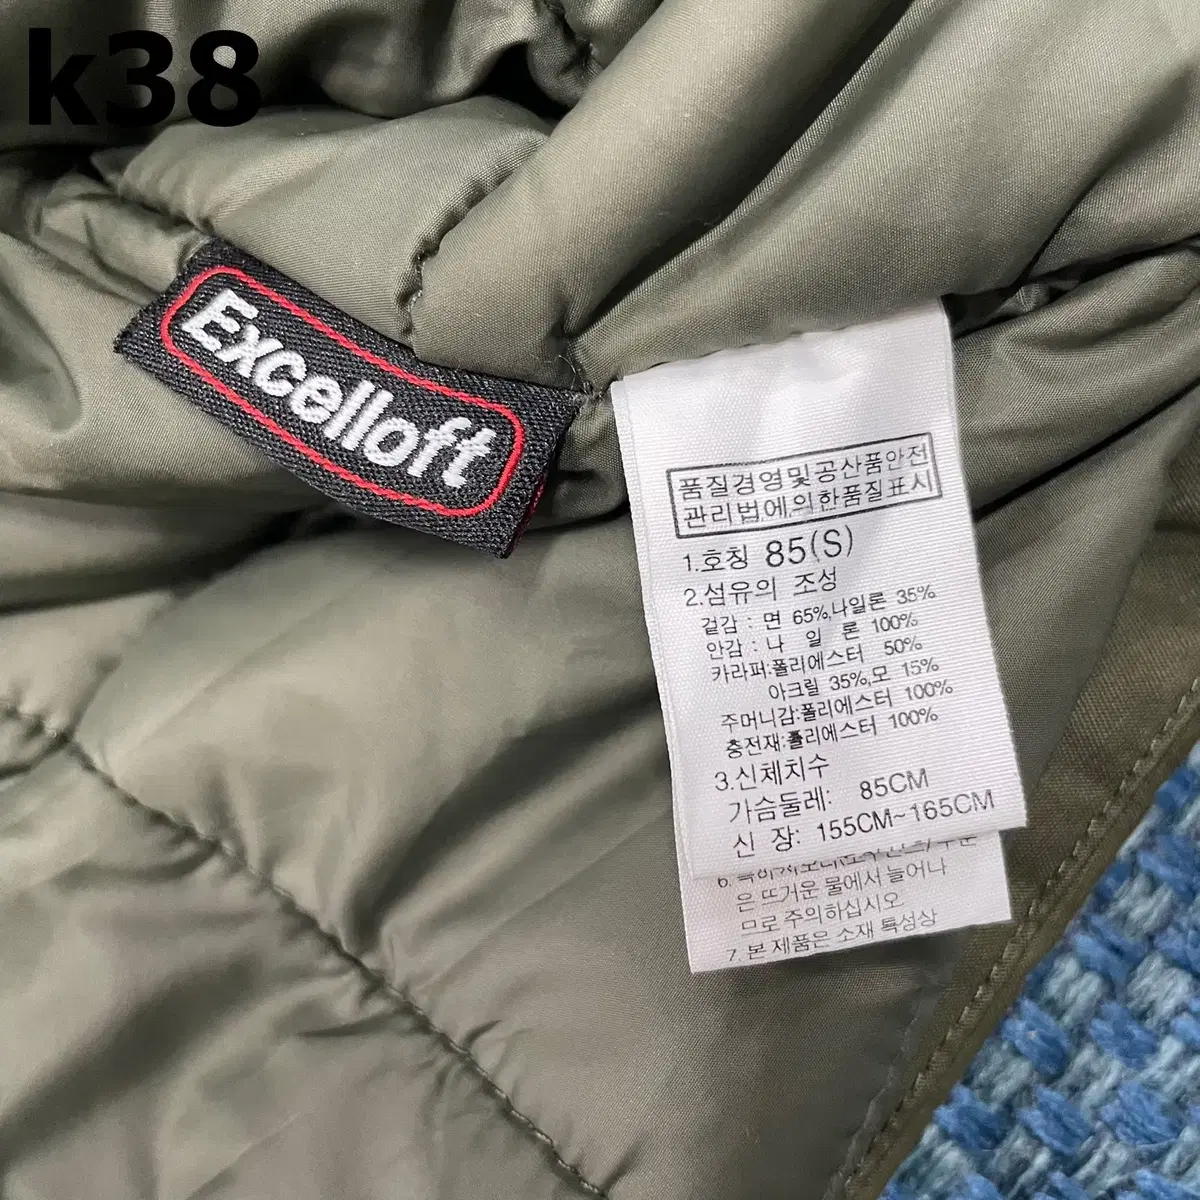 k38
Excelloft
품질경영및공산품안전
관리법에의한품질표시
1.호칭 85(S)
2.섬유의 조성
겉감 : 면 65%,나일론 35%
안감 : 나 일 론 100%
카라퍼:폴리에스터 50%
아크릴 35%,모 15%
주머니감:폴리에스터 100%
충전재:폴리에스터 100%
3.신체치수
가슴둘레: 85CM
신 장: 155CM~165CM
6.
은 뜨거운 물에서 늘어나
므로 주의하십시오
7. 본 제품은 소재 특성상